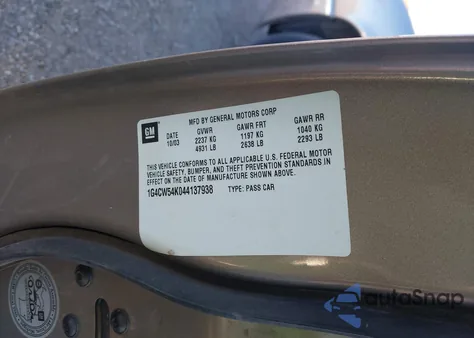 MFD BY GENERAL MOTORS CORP
GM
DATE GVWR GAWR FRT GAWR RR
10/03 2237 KG 1197 KG 1040 KG
4931 LB 2638 LB 2293 LB
THIS VEHICLE CONFORMS TO ALL APPLICABLE U.S. FEDERAL MOTOR
VEHICLE SAFETY, BUMPER, AND THEFT PREVENTION STANDARDS IN
EFFECT ON THE DATE OF MANUFACTURE SHOWN ABOVE.
1G4CW54K044137938 TYPE: PASS CAR
autoSnap